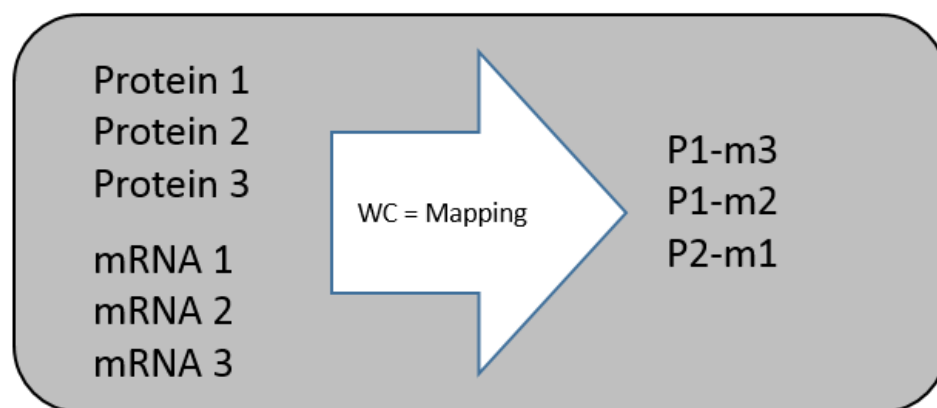 Protein 1
Protein 2
Protein 3
mRNA 1
mRNA 2
mRNA 3
WC = Mapping
P1-m3
P1-m2
P2-m1